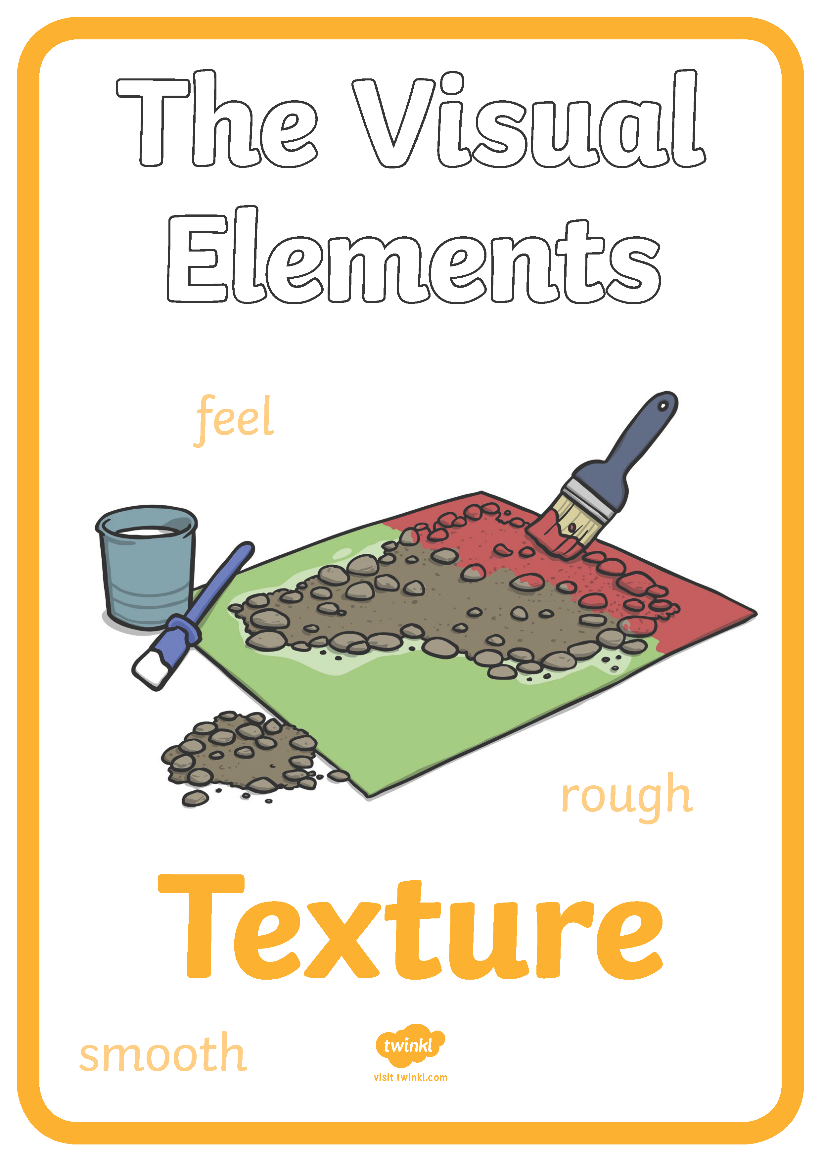 The Visual
Elements
feel
rough
Texture
smooth
twinkl
visit twinkl.com